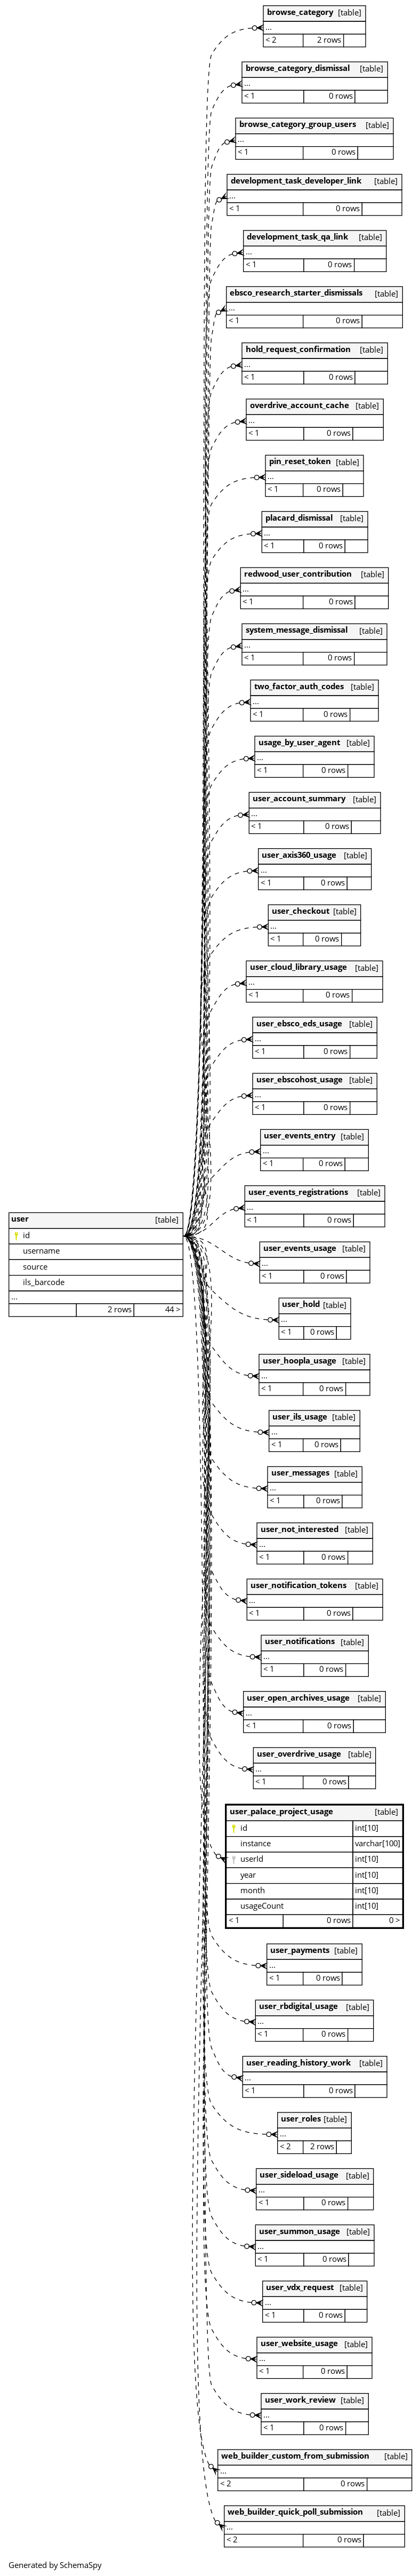 browse_category [table]
...
< 2 2 rows
browse_category_dismissal [table]
...
< 1 0 rows
browse_category_group_users [table]
...
< 1 0 rows
development_task_developer_link [table]
...
< 1 0 rows
development_task_qa_link [table]
...
< 1 0 rows
ebsco_research_starter_dismissals [table]
...
< 1 0 rows
hold_request_confirmation [table]
...
< 1 0 rows
overdrive_account_cache [table]
...
< 1 0 rows
pin_reset_token [table]
...
< 1 0 rows
placard_dismissal [table]
...
< 1 0 rows
redwood_user_contribution [table]
...
< 1 0 rows
system_message_dismissal [table]
...
< 1 0 rows
two_factor_auth_codes [table]
...
< 1 0 rows
usage_by_user_agent [table]
...
< 1 0 rows
user_account_summary [table]
...
< 1 0 rows
user_axis360_usage [table]
...
< 1 0 rows
user_checkout [table]
...
< 1 0 rows
user_cloud_library_usage [table]
...
< 1 0 rows
user_ebsco_eds_usage [table]
...
< 1 0 rows
user_ebscohost_usage [table]
...
< 1 0 rows
user_events_entry [table]
...
< 1 0 rows
user_events_registrations [table]
...
< 1 0 rows
user [table]
id
username
source
ils_barcode
...
2 rows 44 >
user_events_usage [table]
...
< 1 0 rows
user_hold [table]
...
< 1 0 rows
user_hoopla_usage [table]
...
< 1 0 rows
user_ils_usage [table]
...
< 1 0 rows
user_messages [table]
...
< 1 0 rows
user_not_interested [table]
...
< 1 0 rows
user_notification_tokens [table]
...
< 1 0 rows
user_notifications [table]
...
< 1 0 rows
user_open_archives_usage [table]
...
< 1 0 rows
user_overdrive_usage [table]
...
< 1 0 rows
user_palace_project_usage [table]
id int[10]
instance varchar[100]
userId int[10]
year int[10]
month int[10]
usageCount int[10]
< 1 0 rows 0 >
user_payments [table]
...
< 1 0 rows
user_rbdigital_usage [table]
...
< 1 0 rows
user_reading_history_work [table]
...
< 1 0 rows
user_roles [table]
...
< 2 2 rows
user_sideload_usage [table]
...
< 1 0 rows
user_summon_usage [table]
...
< 1 0 rows
user_vdx_request [table]
...
< 1 0 rows
user_website_usage [table]
...
< 1 0 rows
user_work_review [table]
...
< 1 0 rows
web_builder_custom_from_submission [table]
...
< 2 0 rows
web_builder_quick_poll_submission [table]
...
< 2 0 rows
Generated by SchemaSpy